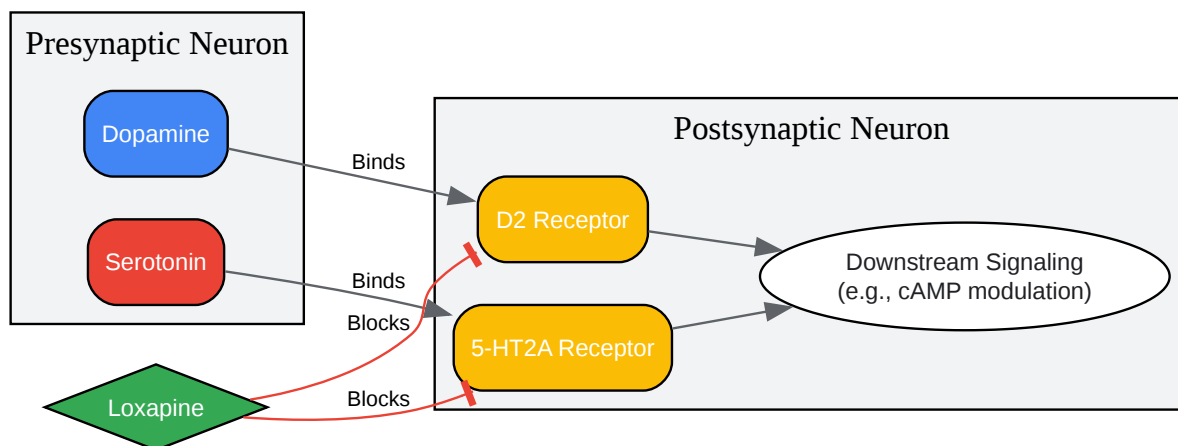 Presynaptic Neuron
Dopamine
Serotonin
Binds
Binds
Blocks
Blocks
Loxapine
Postsynaptic Neuron
D2 Receptor
5-HT2A Receptor
Downstream Signaling
(e.g., cAMP modulation)